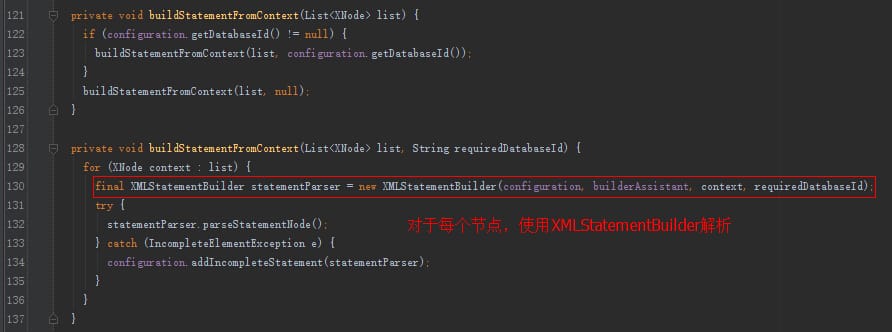 121 private void buildStatementFromContext(List<XNode> list) {
122 if (configuration.getDatabaseId() != null) {
123 buildStatementFromContext(list, configuration.getDatabaseId());
124 }
125 buildStatementFromContext(list, null);
126 }
127
128 private void buildStatementFromContext(List<XNode> list, String requiredDatabaseId) {
129 for (XNode context : list) {
130 final XMLStatementBuilder statementParser = new XMLStatementBuilder(configuration, builderAssistant, context, requiredDatabaseId);
131 try {
132 statementParser.parseStatementNode(); 对于每个节点，使用XMLStatementBuilder解析
133 } catch (IncompleteElementException e) {
134 configuration.addIncompleteStatement(statementParser);
135 }
136 }
137 }